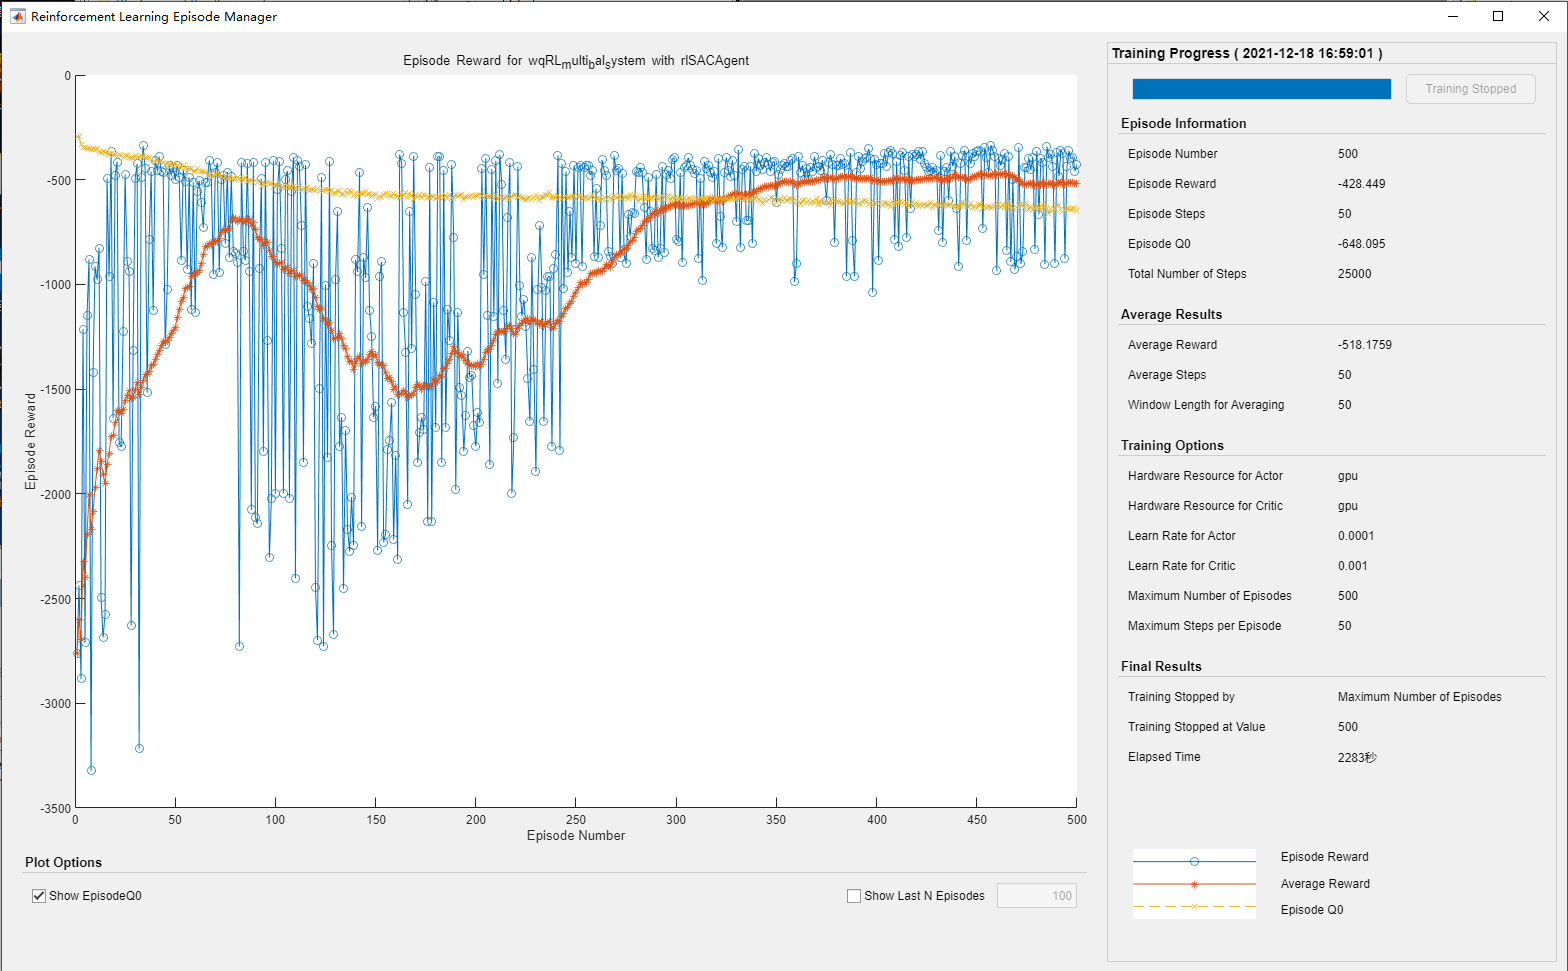 Reinforcement Learning Episode Manager
Episode Reward for wqRLmultibalsystem with rlSACAgent
0
-500
-1000
-1500
-2000
-2500
-3000
-3500
Episode Reward
0 50 100 150 200 250 300 350 400 450 500
Episode Number
Plot Options
Show EpisodeQ0
Show Last N Episodes 100
Training Progress ( 2021-12-18 16:59:01 )
Training Stopped
Episode Information
Episode Number 500
Episode Reward -428.449
Episode Steps 50
Episode Q0 -648.095
Total Number of Steps 25000
Average Results
Average Reward -518.1759
Average Steps 50
Window Length for Averaging 50
Training Options
Hardware Resource for Actor gpu
Hardware Resource for Critic gpu
Learn Rate for Actor 0.0001
Learn Rate for Critic 0.001
Maximum Number of Episodes 500
Maximum Steps per Episode 50
Final Results
Training Stopped by Maximum Number of Episodes
Training Stopped at Value 500
Elapsed Time 2283秒
Episode Reward
Average Reward
Episode Q0